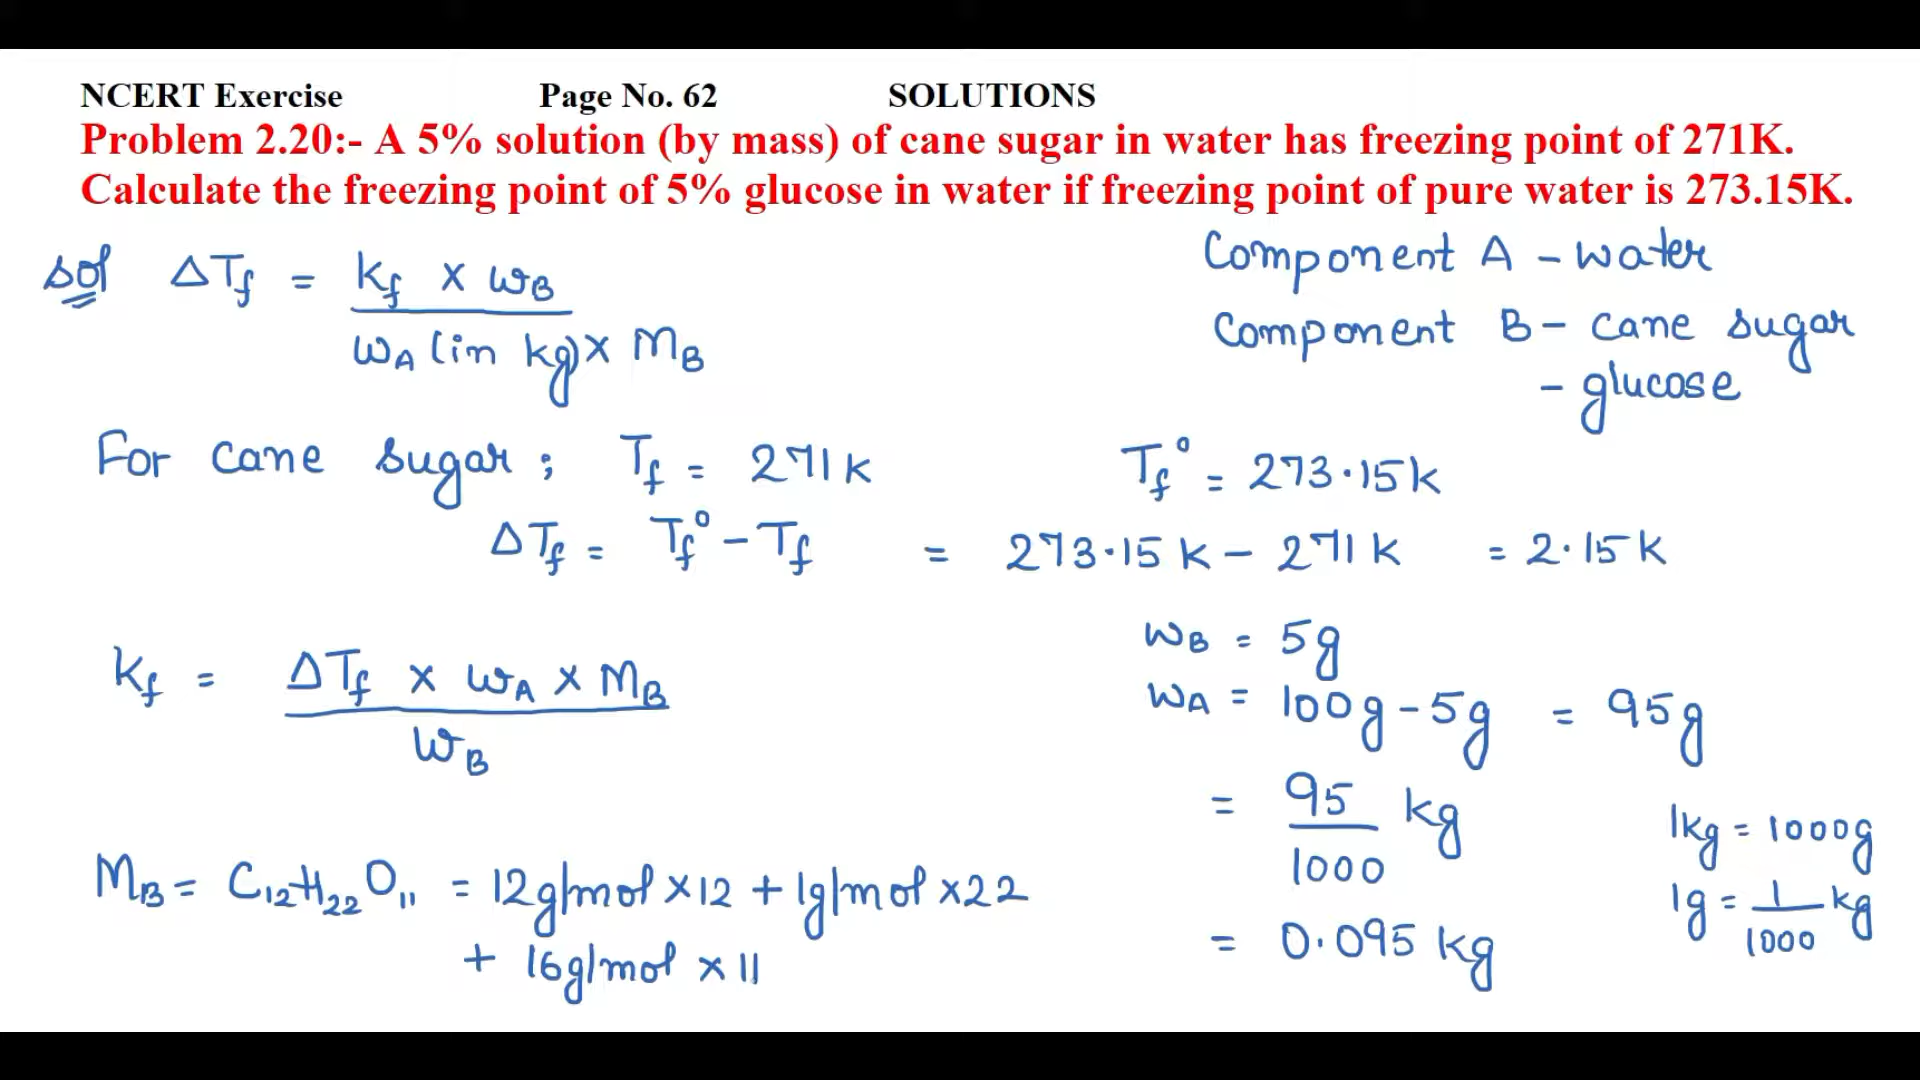 NCERT Exercise Page No. 62 SOLUTIONS
Problem 2.20:- A 5% solution (by mass) of cane sugar in water has freezing point of 271K.
Calculate the freezing point of 5% glucose in water if freezing point of pure water is 273.15K.
Sol ΔTf = Kf × WB / WA (in kg) × MB
Component A - water
Component B - cane sugar
- glucose
For cane sugar ; Tf = 271 K Tf° = 273.15 K
ΔTf = Tf° - Tf = 273.15 K - 271 K = 2.15 K
Kf = ΔTf × WA × MB / WB
WB = 5g
WA = 100g - 5g = 95g
= 95/1000 kg
= 0.095 kg
1kg = 1000g
1g = 1/1000 kg
MB = C12H22O11 = 12g/mol × 12 + 1g/mol × 22
+ 16g/mol × 11